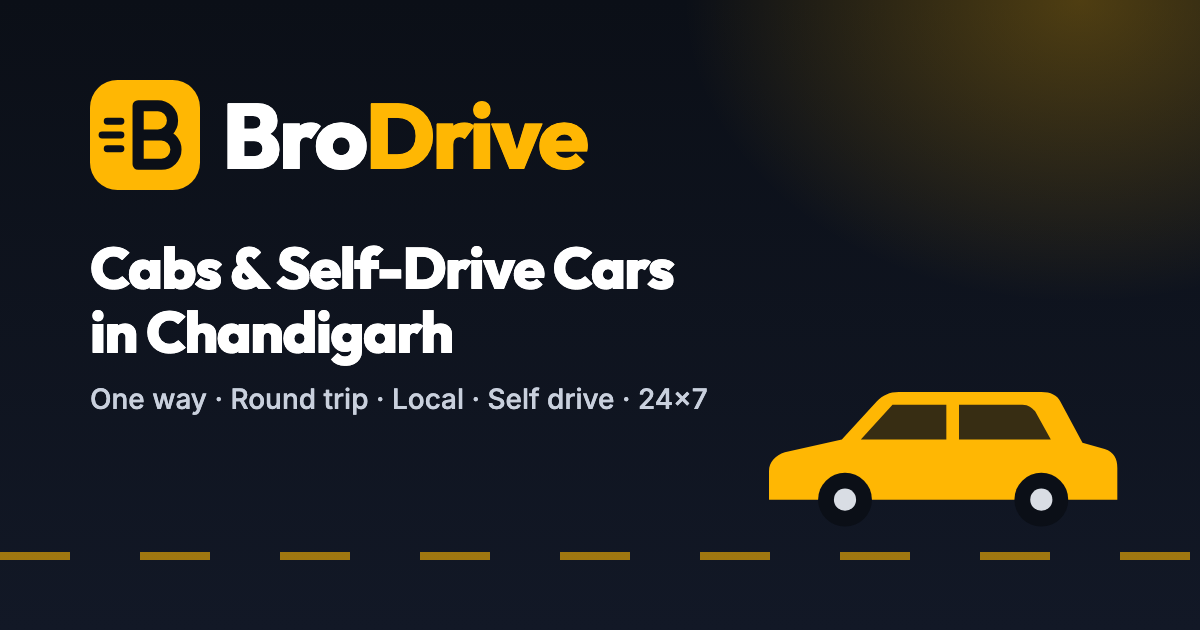 B
BroDrive
Cabs & Self-Drive Cars
in Chandigarh
One way · Round trip · Local · Self drive · 24×7